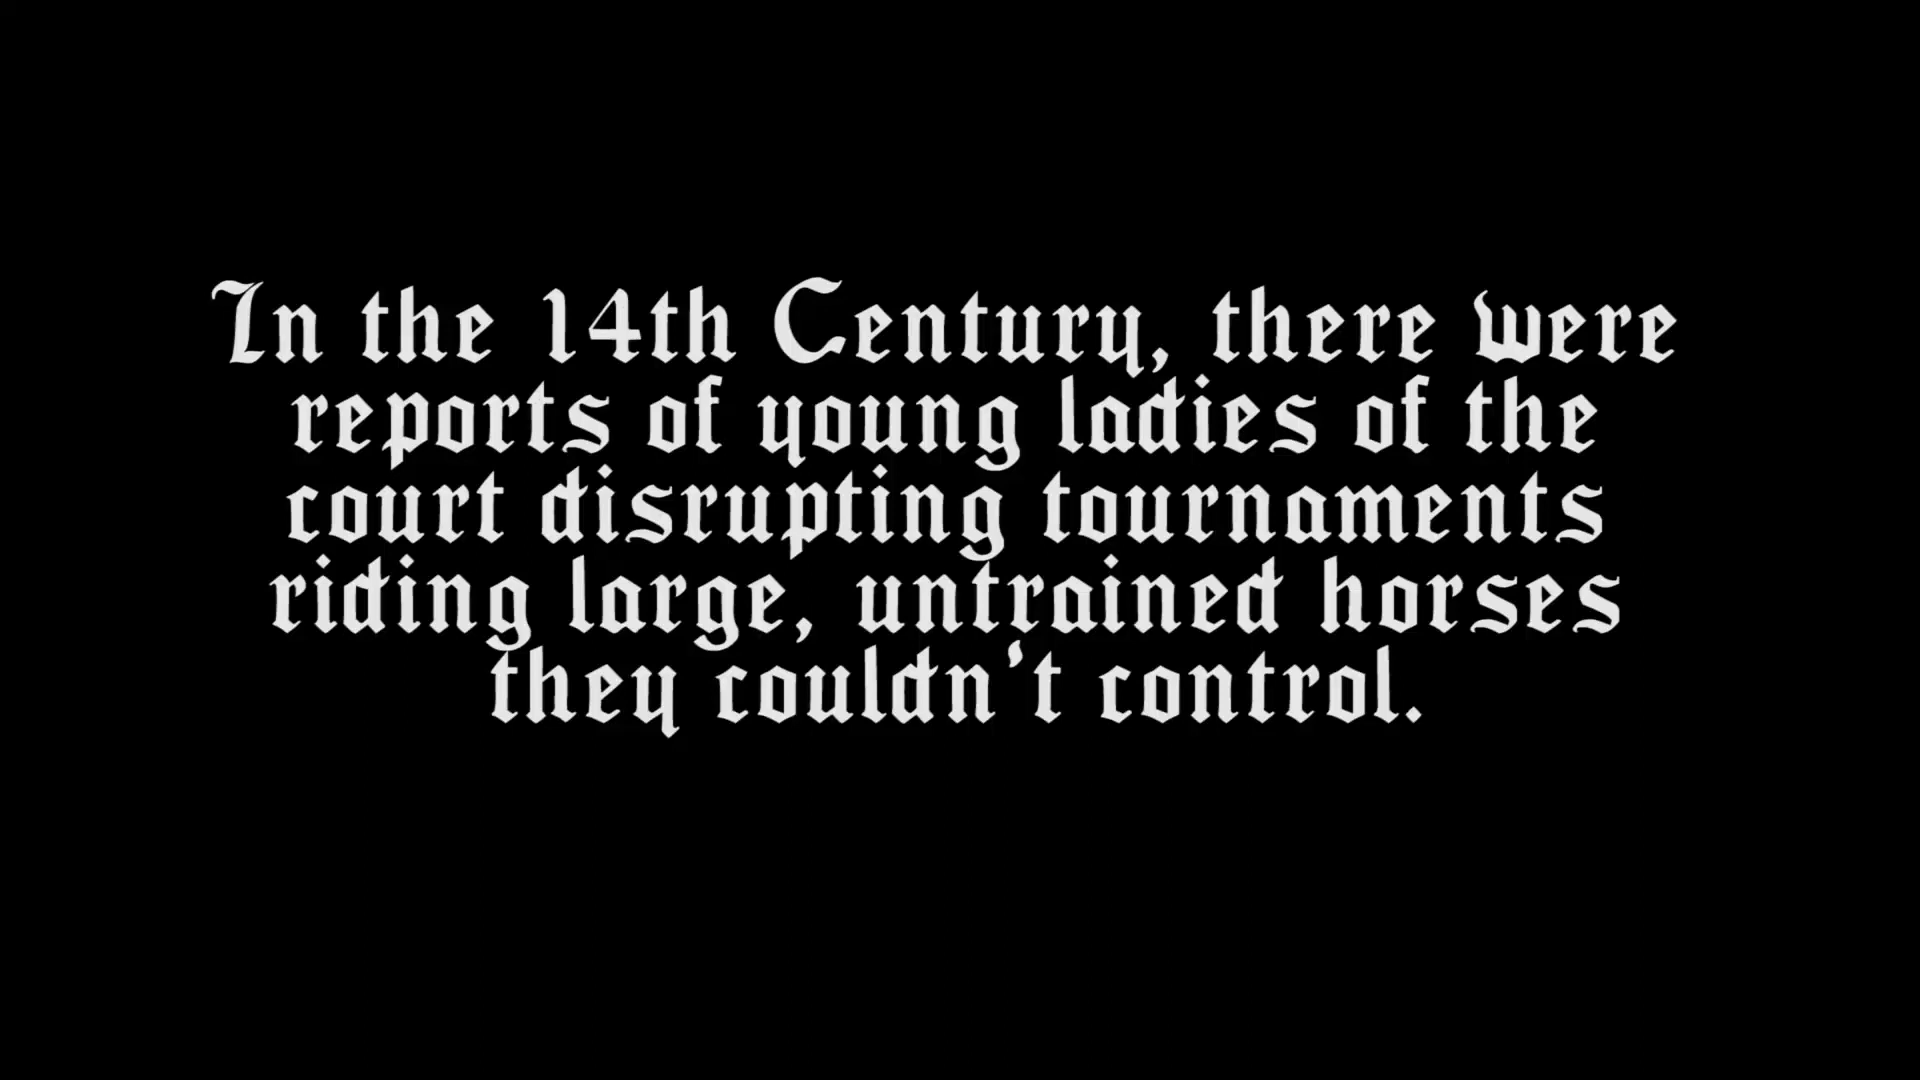 In the 14th Century, there were
reports of young ladies of the
court disrupting tournaments
riding large, untrained horses
they couldn't control.